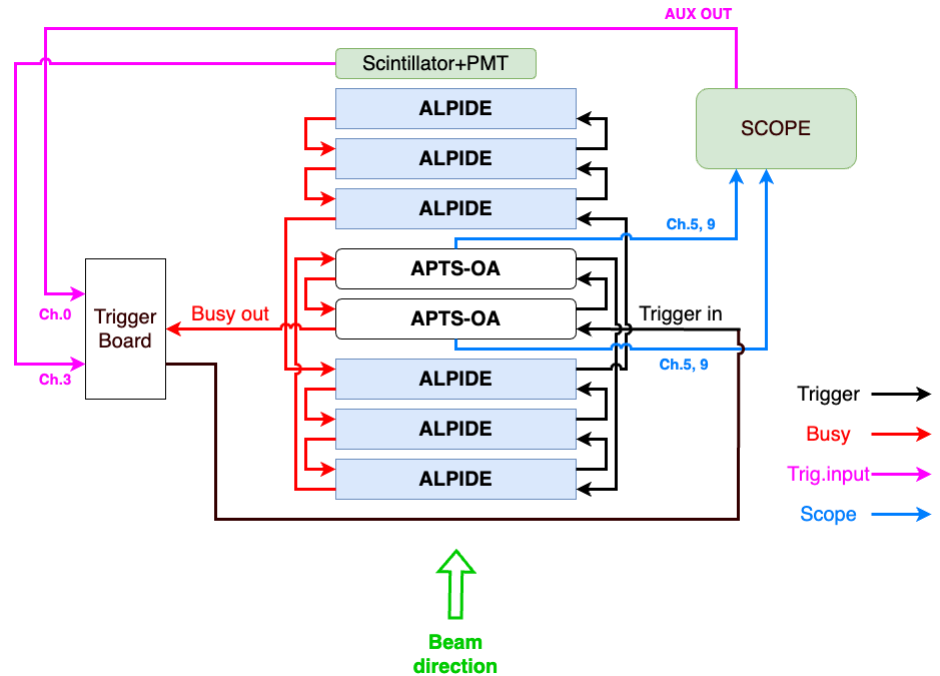 AUX OUT
Scintillator+PMT
ALPIDE
SCOPE
ALPIDE
ALPIDE
Ch.5, 9
APTS-OA
Ch.0
Trigger
Board
Busy out
APTS-OA
Trigger in
Ch.3
Ch.5, 9
ALPIDE
Trigger
ALPIDE
Busy
ALPIDE
Trig.input
Scope
Beam
direction